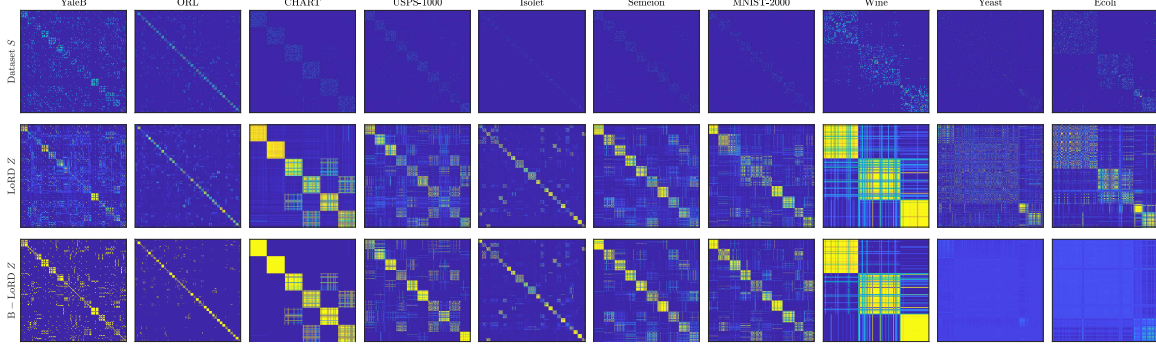 YaleB ORL CHART USPS-1000 Isolet Semeion MNIST-2000 Wine Yeast Ecoli
Dataset S
LoRD Z
B − LoRD Z